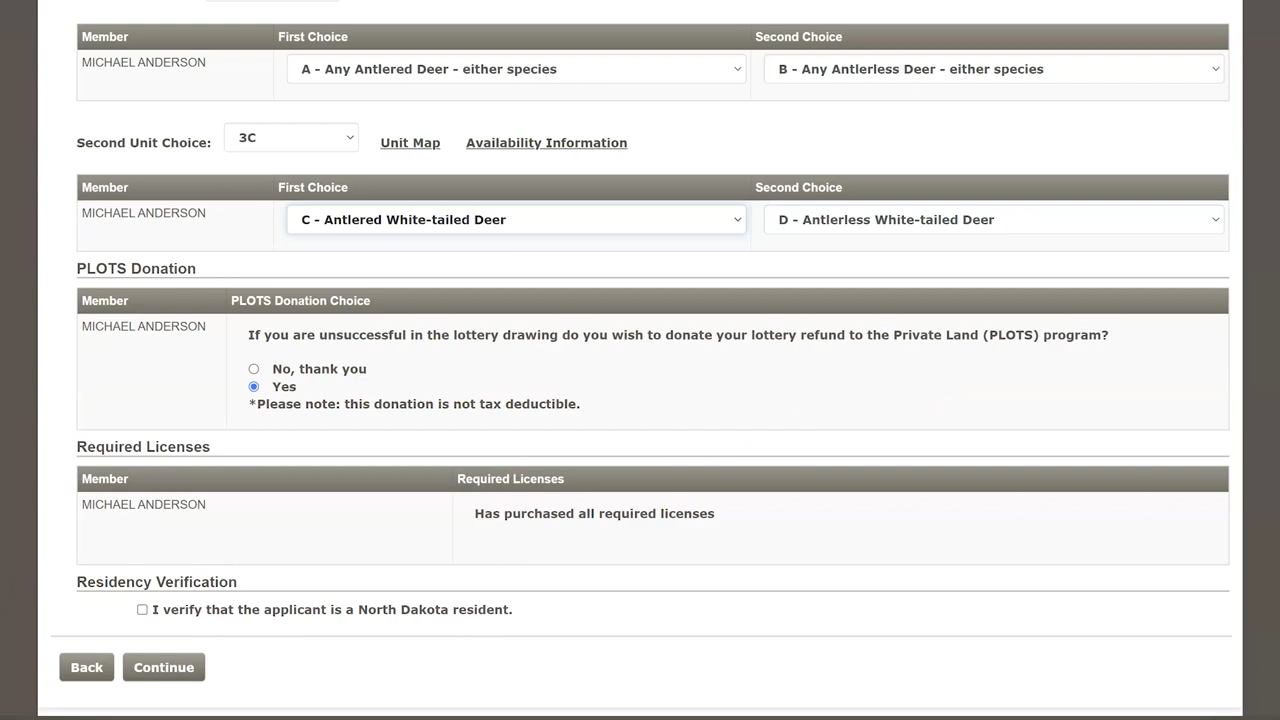 Member First Choice Second Choice
MICHAEL ANDERSON A - Any Antlered Deer - either species B - Any Antlerless Deer - either species
Second Unit Choice: 3C Unit Map Availability Information
Member First Choice Second Choice
MICHAEL ANDERSON C - Antlered White-tailed Deer D - Antlerless White-tailed Deer
PLOTS Donation
Member PLOTS Donation Choice
MICHAEL ANDERSON If you are unsuccessful in the lottery drawing do you wish to donate your lottery refund to the Private Land (PLOTS) program?
No, thank you
Yes
*Please note: this donation is not tax deductible.
Required Licenses
Member Required Licenses
MICHAEL ANDERSON Has purchased all required licenses
Residency Verification
I verify that the applicant is a North Dakota resident.
Back Continue